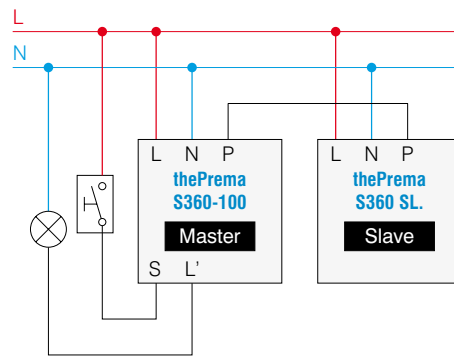 L
N
L N P
L N P
thePrema
S360-100
thePrema
S360 SL.
Master
Slave
S L'